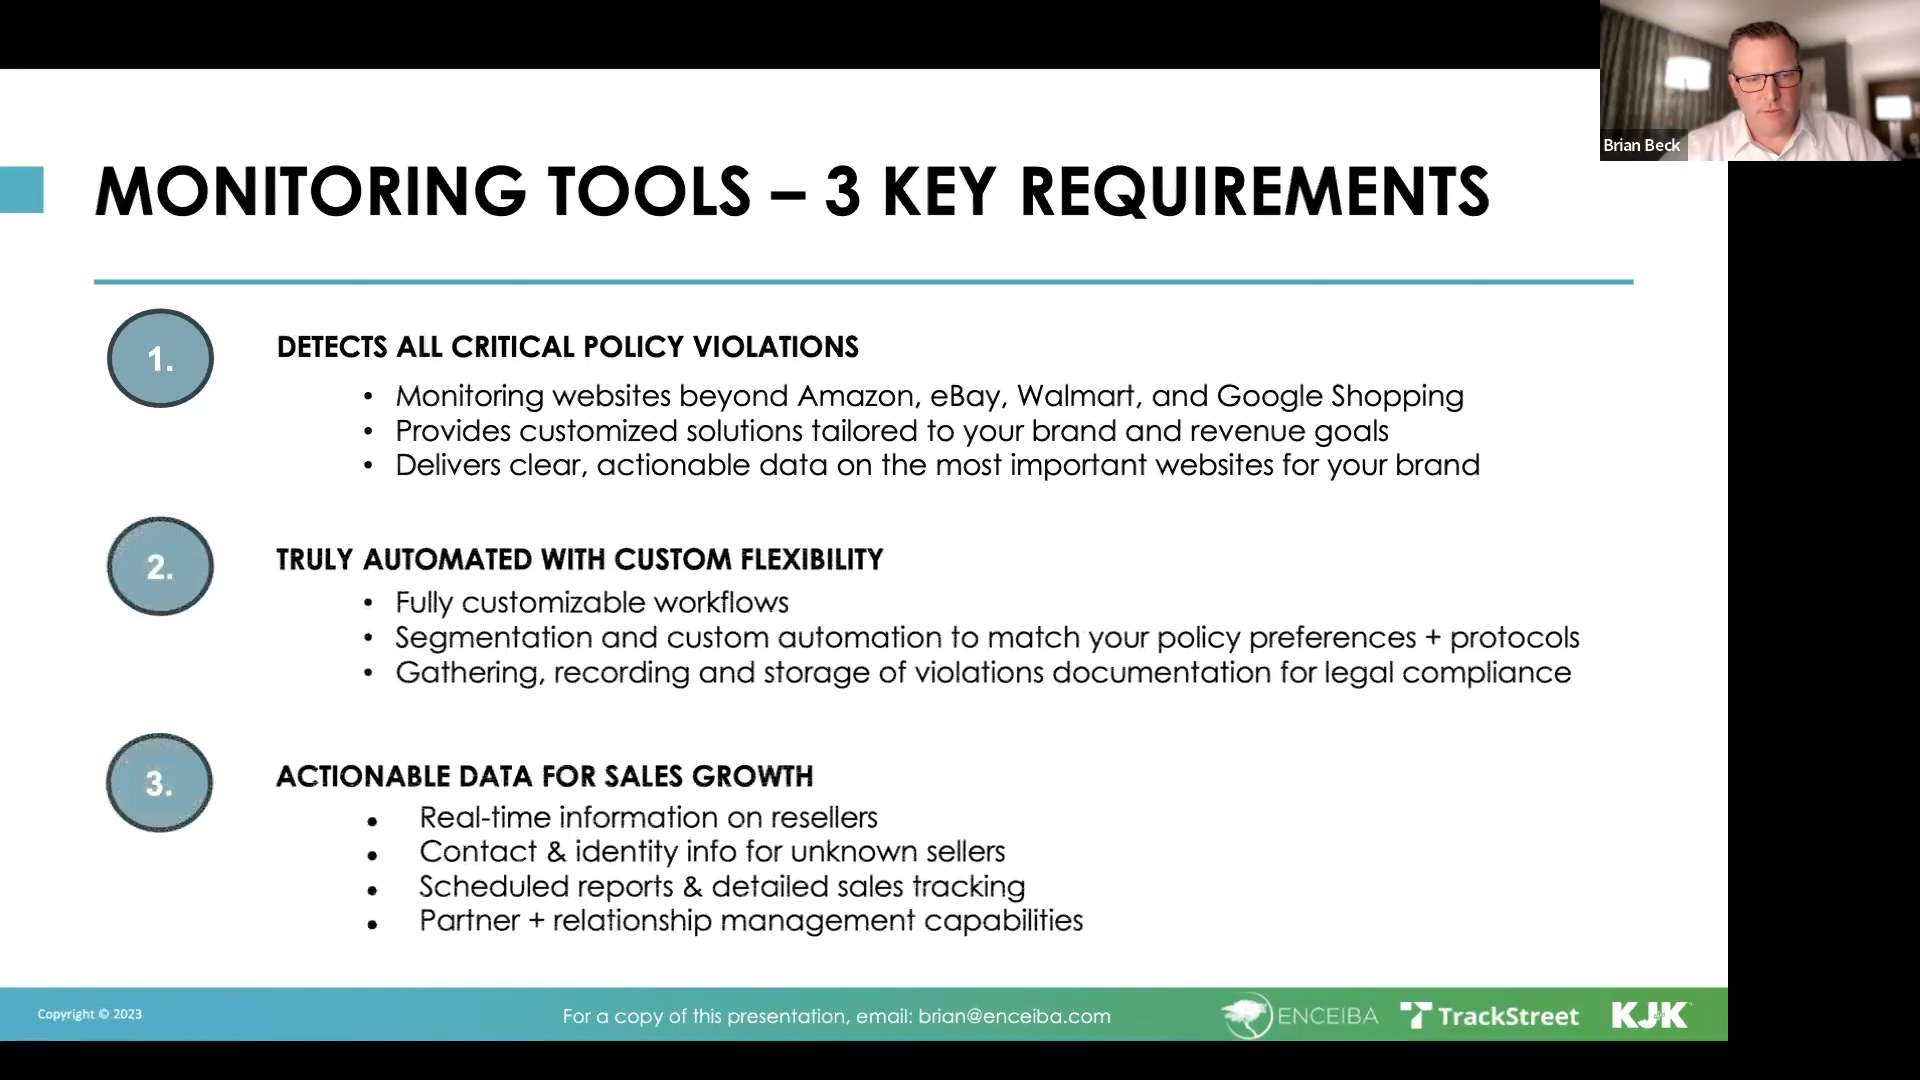 Brian Beck
MONITORING TOOLS – 3 KEY REQUIREMENTS
1.
DETECTS ALL CRITICAL POLICY VIOLATIONS
• Monitoring websites beyond Amazon, eBay, Walmart, and Google Shopping
• Provides customized solutions tailored to your brand and revenue goals
• Delivers clear, actionable data on the most important websites for your brand
2.
TRULY AUTOMATED WITH CUSTOM FLEXIBILITY
• Fully customizable workflows
• Segmentation and custom automation to match your policy preferences + protocols
• Gathering, recording and storage of violations documentation for legal compliance
3.
ACTIONABLE DATA FOR SALES GROWTH
• Real-time information on resellers
• Contact & identity info for unknown sellers
• Scheduled reports & detailed sales tracking
• Partner + relationship management capabilities
Copyright © 2023
For a copy of this presentation, email: brian@enceiba.com
ENCEIBA
TrackStreet
KJK